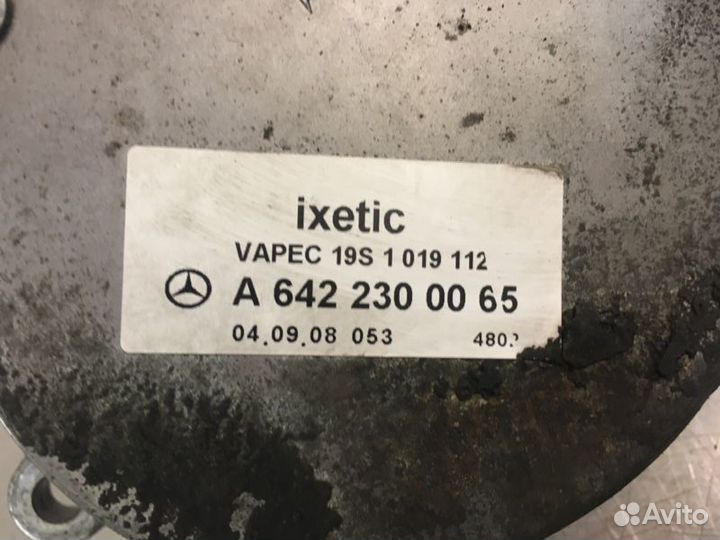 ixetic
VAPEC 19S 1 019 112
A 642 230 00 65
04.09.08 053
Avito